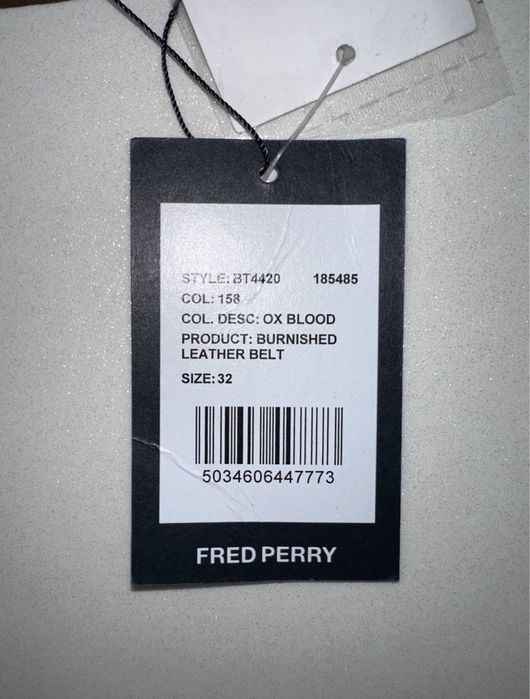 STYLE: BT4420 185485
COL: 158
COL. DESC: OX BLOOD
PRODUCT: BURNISHED
LEATHER BELT
SIZE: 32
5034606447773
FRED PERRY